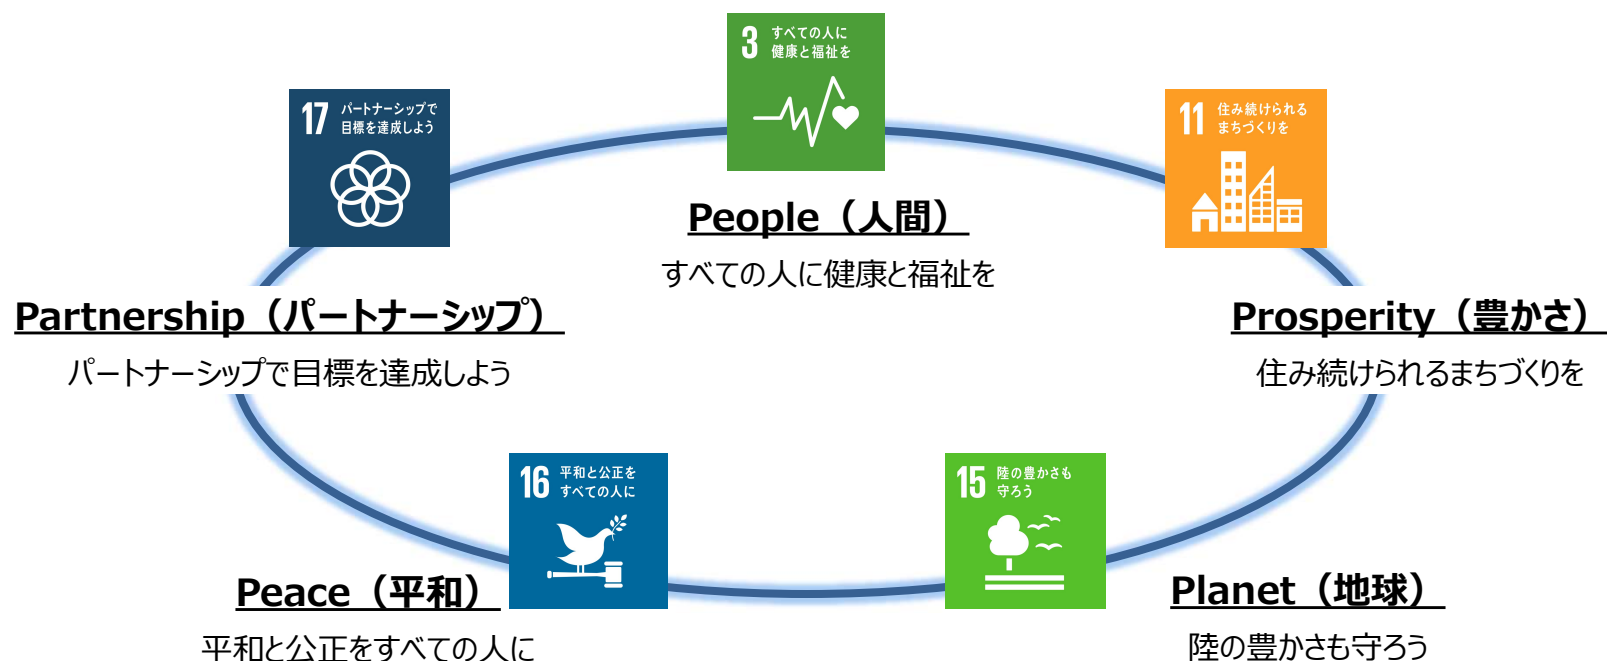 3 すべての人に
健康と福祉を
17 パートナーシップで
目標を達成しよう
11 住み続けられる
まちづくりを
People（人間）
すべての人に健康と福祉を
Partnership（パートナーシップ）
パートナーシップで目標を達成しよう
Prosperity（豊かさ）
住み続けられるまちづくりを
16 平和と公正を
すべての人に
15 陸の豊かさも
守ろう
Peace（平和）
平和と公正をすべての人に
Planet（地球）
陸の豊かさも守ろう